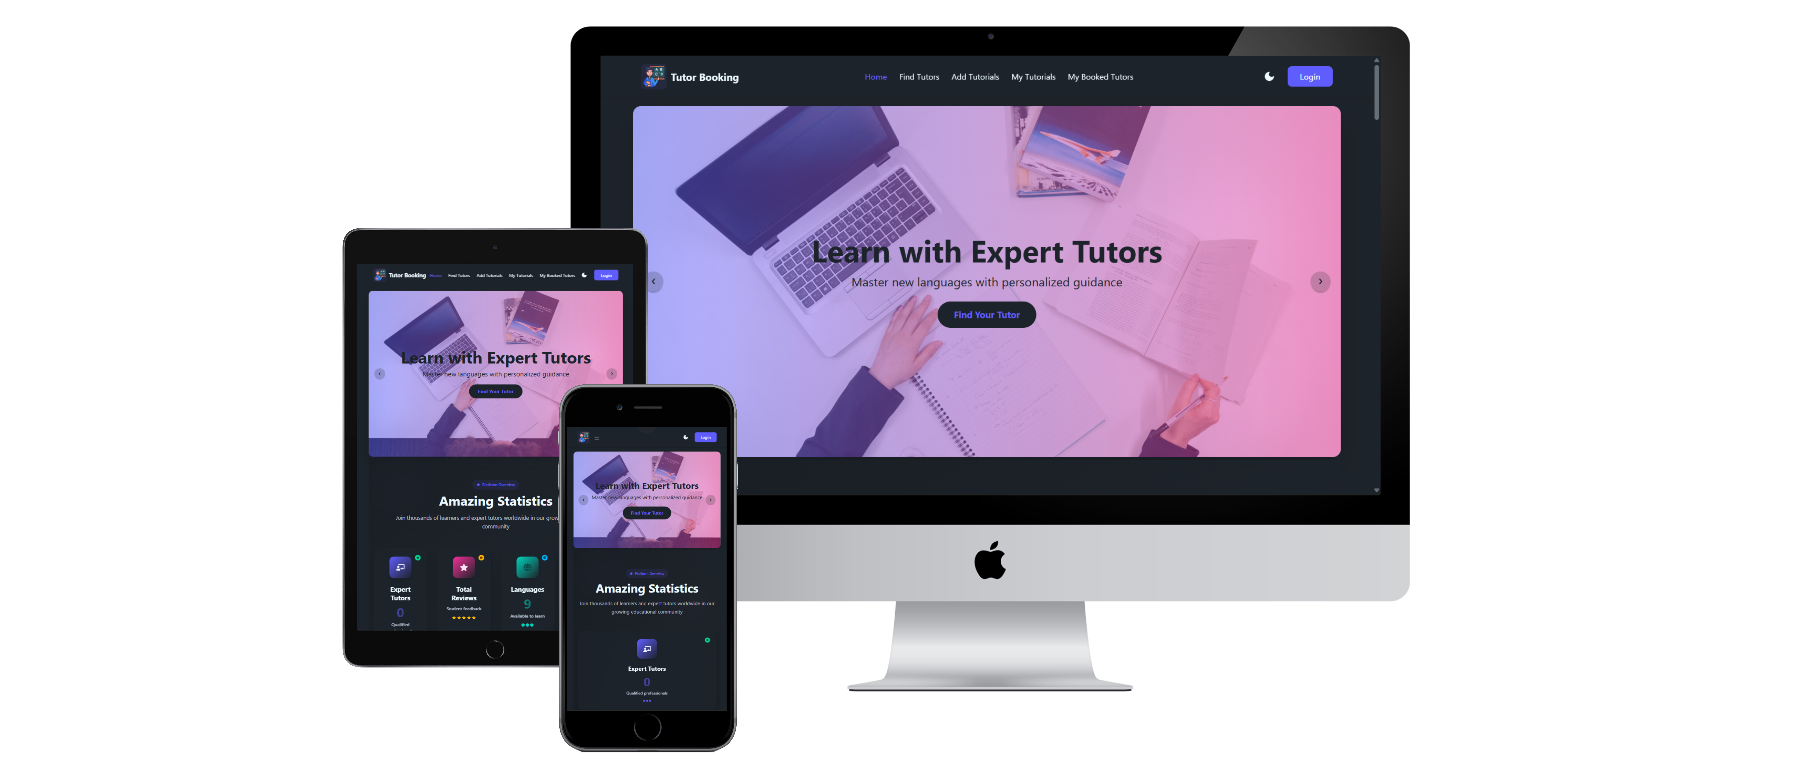 Tutor Booking
Home Find Tutors Add Tutorials My Tutorials My Booked Tutors
Login
Learn with Expert Tutors
Master new languages with personalized guidance
Find Your Tutor
Tutor Booking Home Find Tutors Add Tutorials My Tutorials My Booked Tutors Login
Learn with Expert Tutors
Master new languages with personalized guidance
Find Your Tutor
Platform Overview
Amazing Statistics
Join thousands of learners and expert tutors worldwide in our grow
community
Expert
Tutors
0
Qualified
Total
Reviews
Student feedback
Languages
9
Available to learn
Login
Learn with Expert Tutors
Master new languages with personalized guidance
Find Your Tutor
Platform Overview
Amazing Statistics
Join thousands of learners and expert tutors worldwide in our
growing educational community
Expert Tutors
0
Qualified professionals